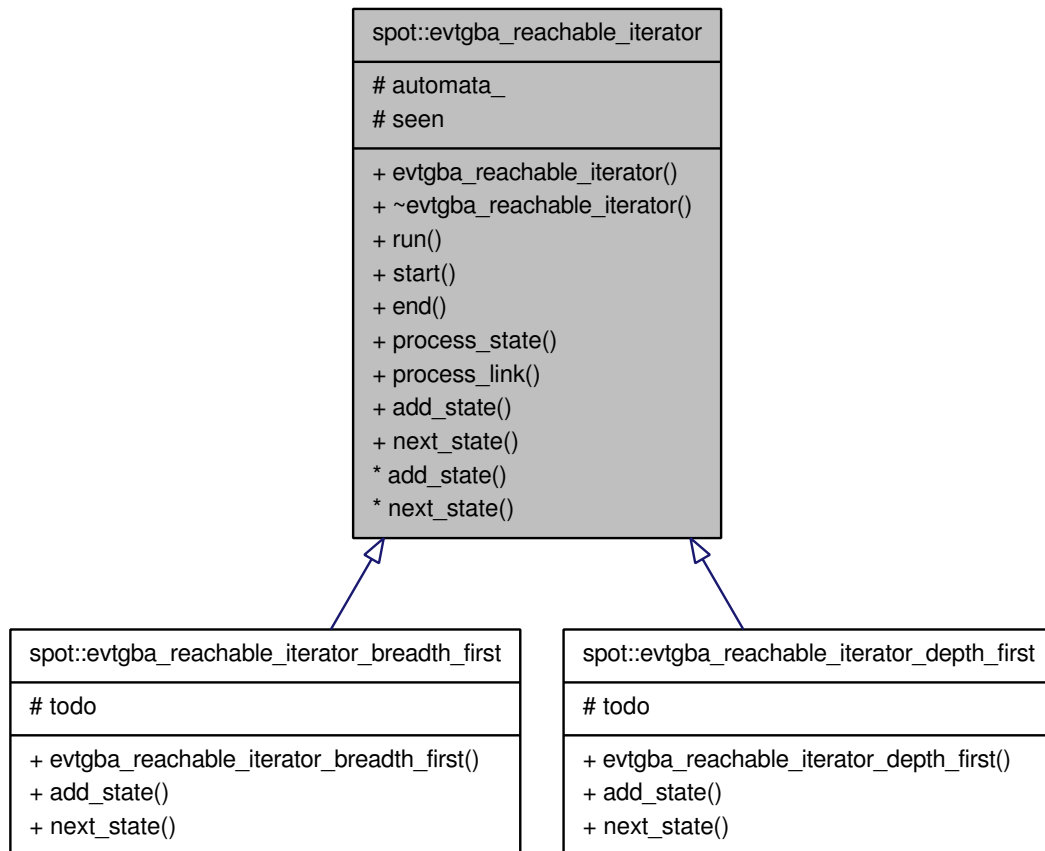 spot::evtgba_reachable_iterator
# automata_
# seen
+ evtgba_reachable_iterator()
+ ~evtgba_reachable_iterator()
+ run()
+ start()
+ end()
+ process_state()
+ process_link()
+ add_state()
+ next_state()
* add_state()
* next_state()
spot::evtgba_reachable_iterator_breadth_first
# todo
+ evtgba_reachable_iterator_breadth_first()
+ add_state()
+ next_state()
spot::evtgba_reachable_iterator_depth_first
# todo
+ evtgba_reachable_iterator_depth_first()
+ add_state()
+ next_state()